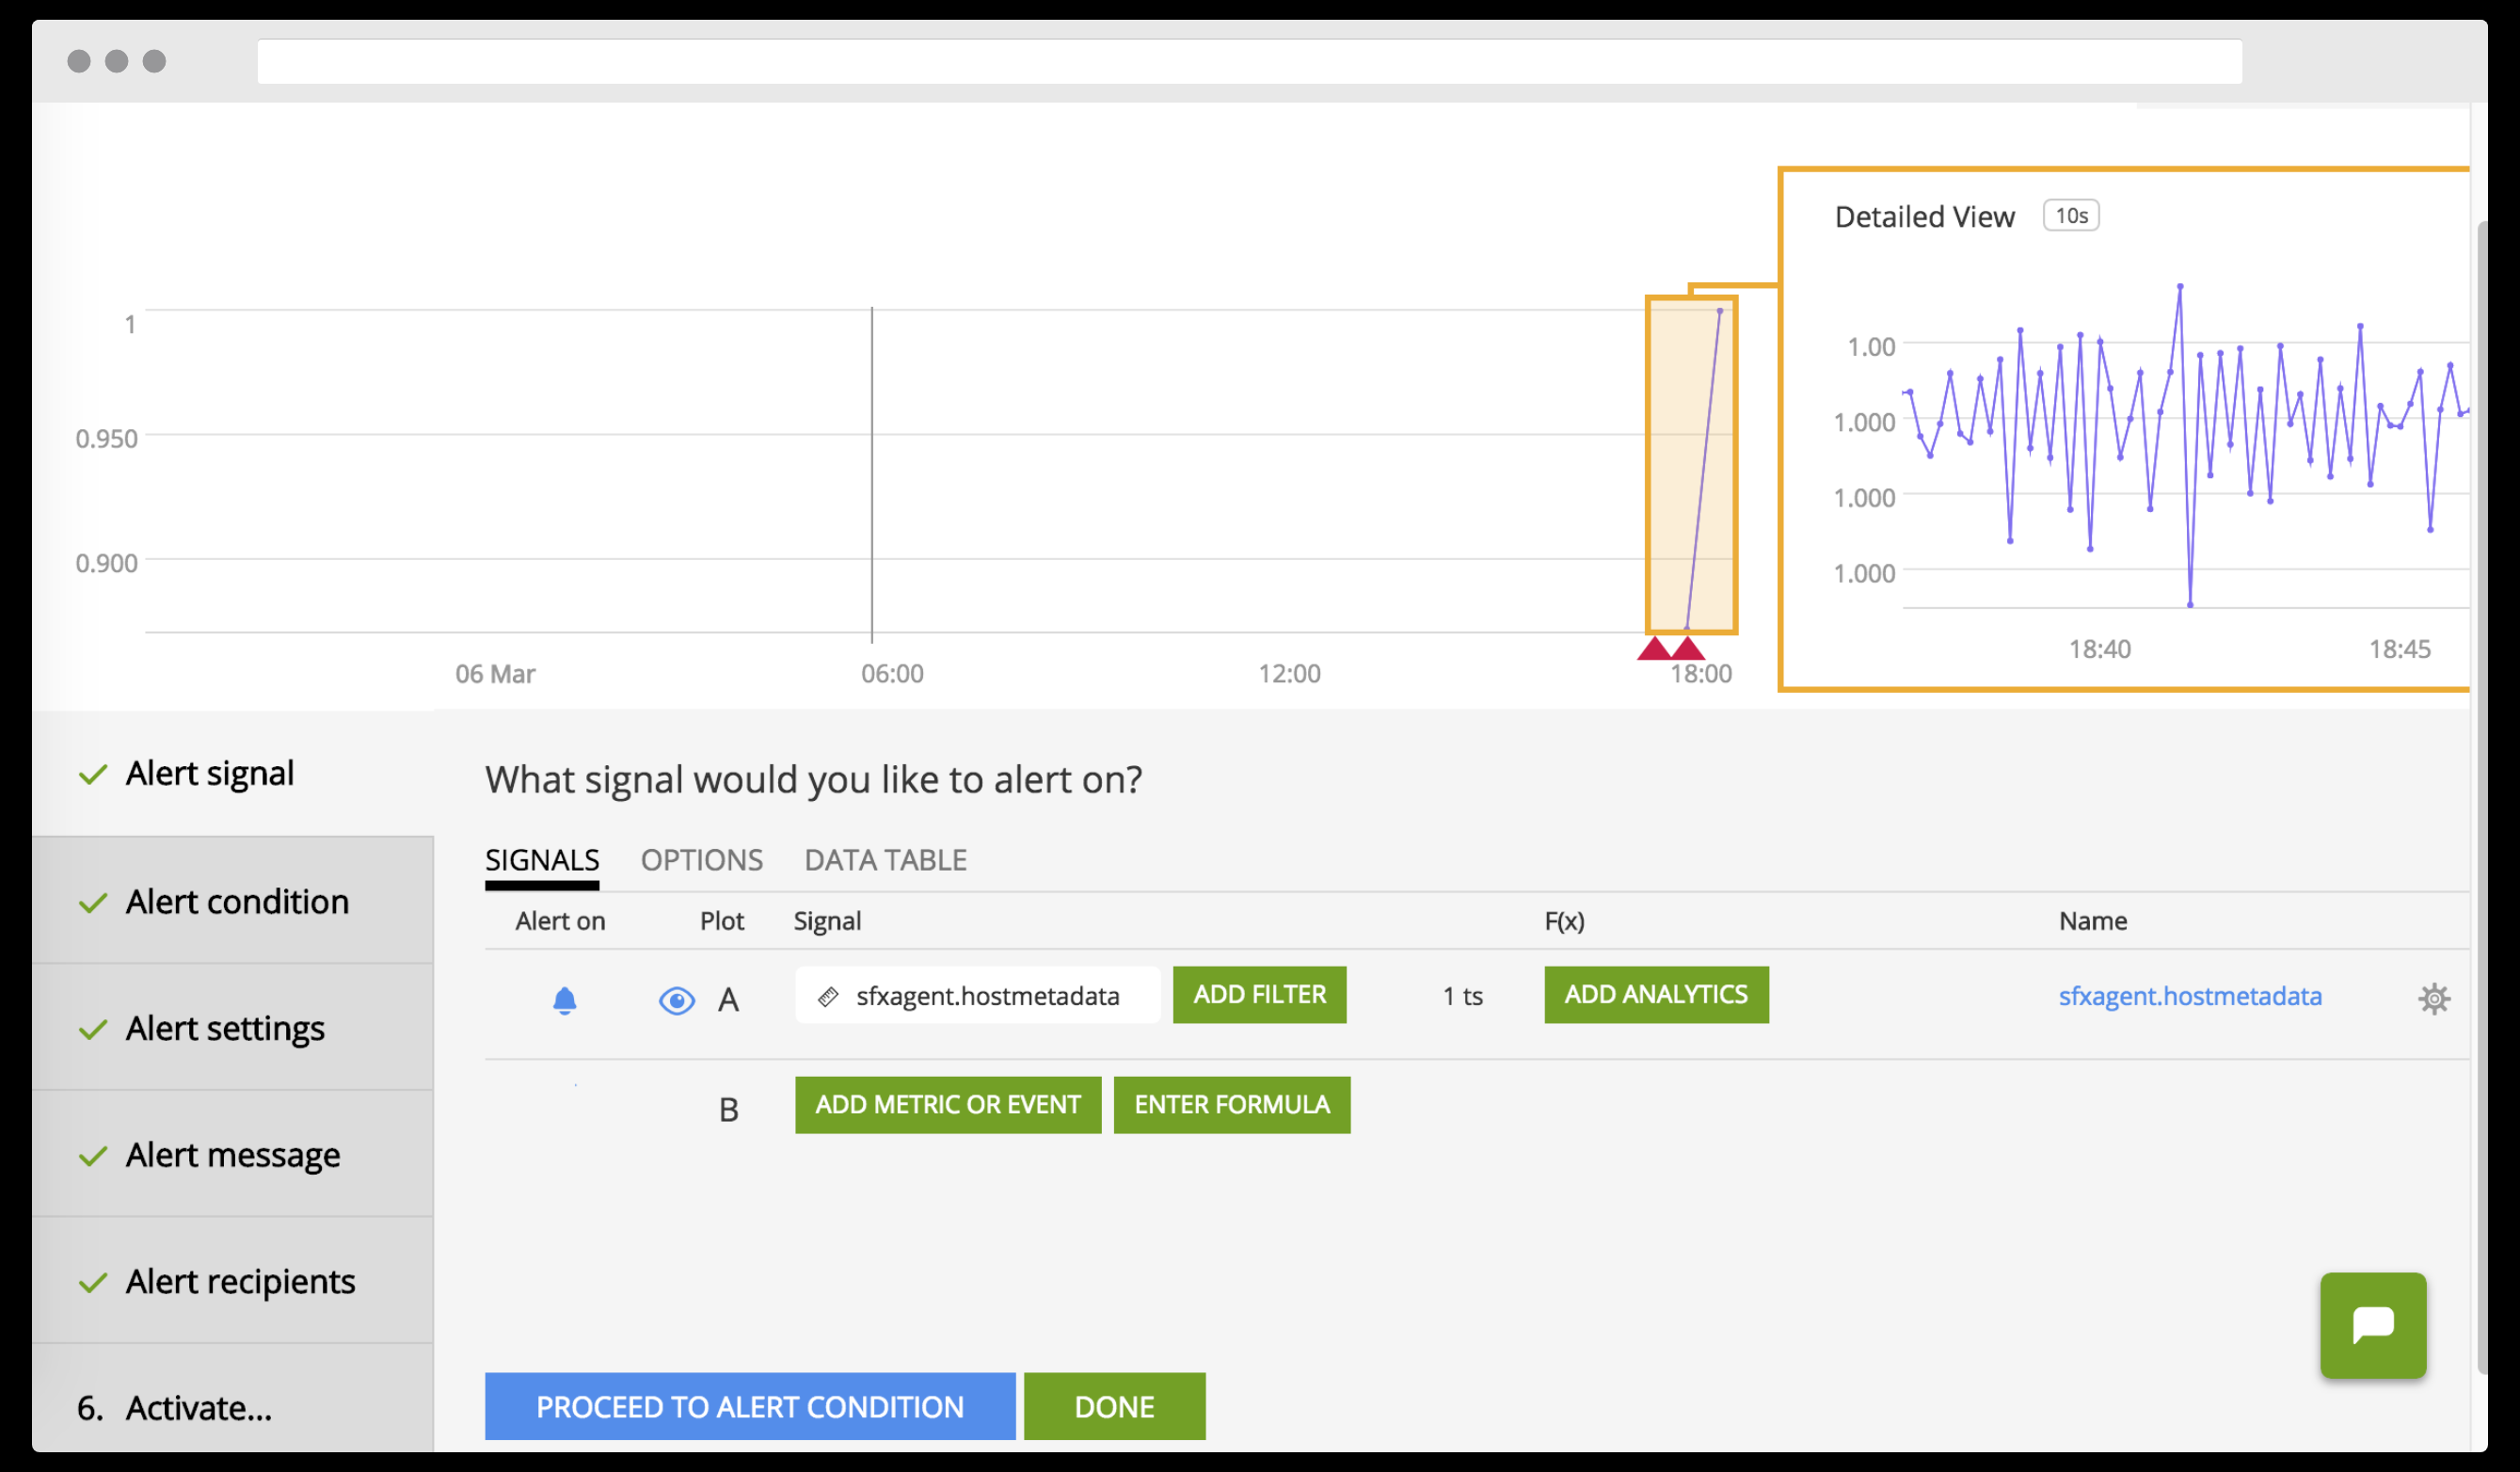 Detailed View 10s
1
0.950
0.900
06 Mar 06:00 12:00 18:00
1.00
1.000
1.000
1.000
18:40 18:45
Alert signal
Alert condition
Alert settings
Alert message
Alert recipients
6. Activate...
What signal would you like to alert on?
SIGNALS OPTIONS DATA TABLE
Alert on Plot Signal F(x) Name
A sfxagent.hostmetadata ADD FILTER 1 ts ADD ANALYTICS sfxagent.hostmetadata
B ADD METRIC OR EVENT ENTER FORMULA
PROCEED TO ALERT CONDITION DONE